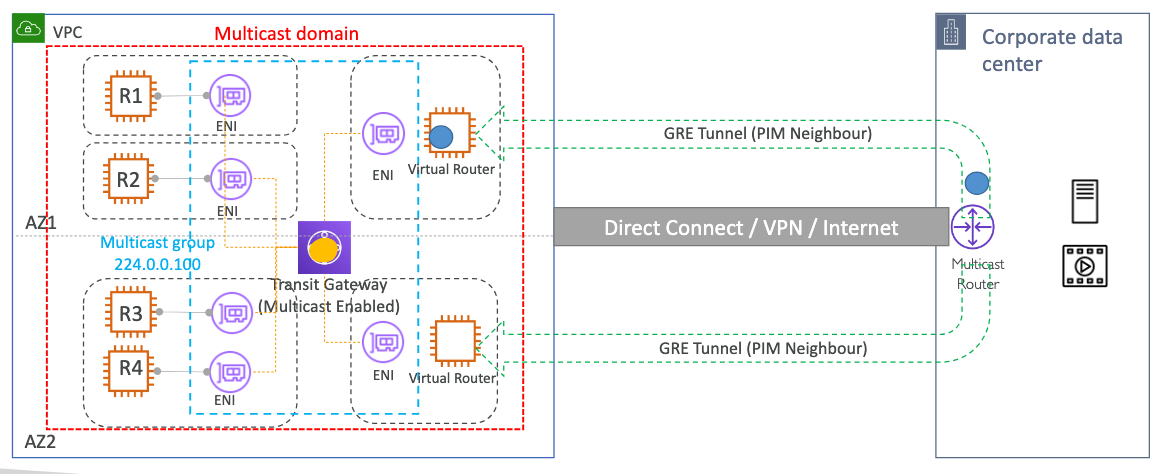 VPC
Multicast domain
Corporate data
center
R1
ENI
ENI
Virtual Router
GRE Tunnel (PIM Neighbour)
R2
ENI
AZ1
Direct Connect / VPN / Internet
Multicast group
224.0.0.100
Multicast
Router
Transit Gateway
(Multicast Enabled)
R3
R4
ENI
ENI
Virtual Router
GRE Tunnel (PIM Neighbour)
AZ2